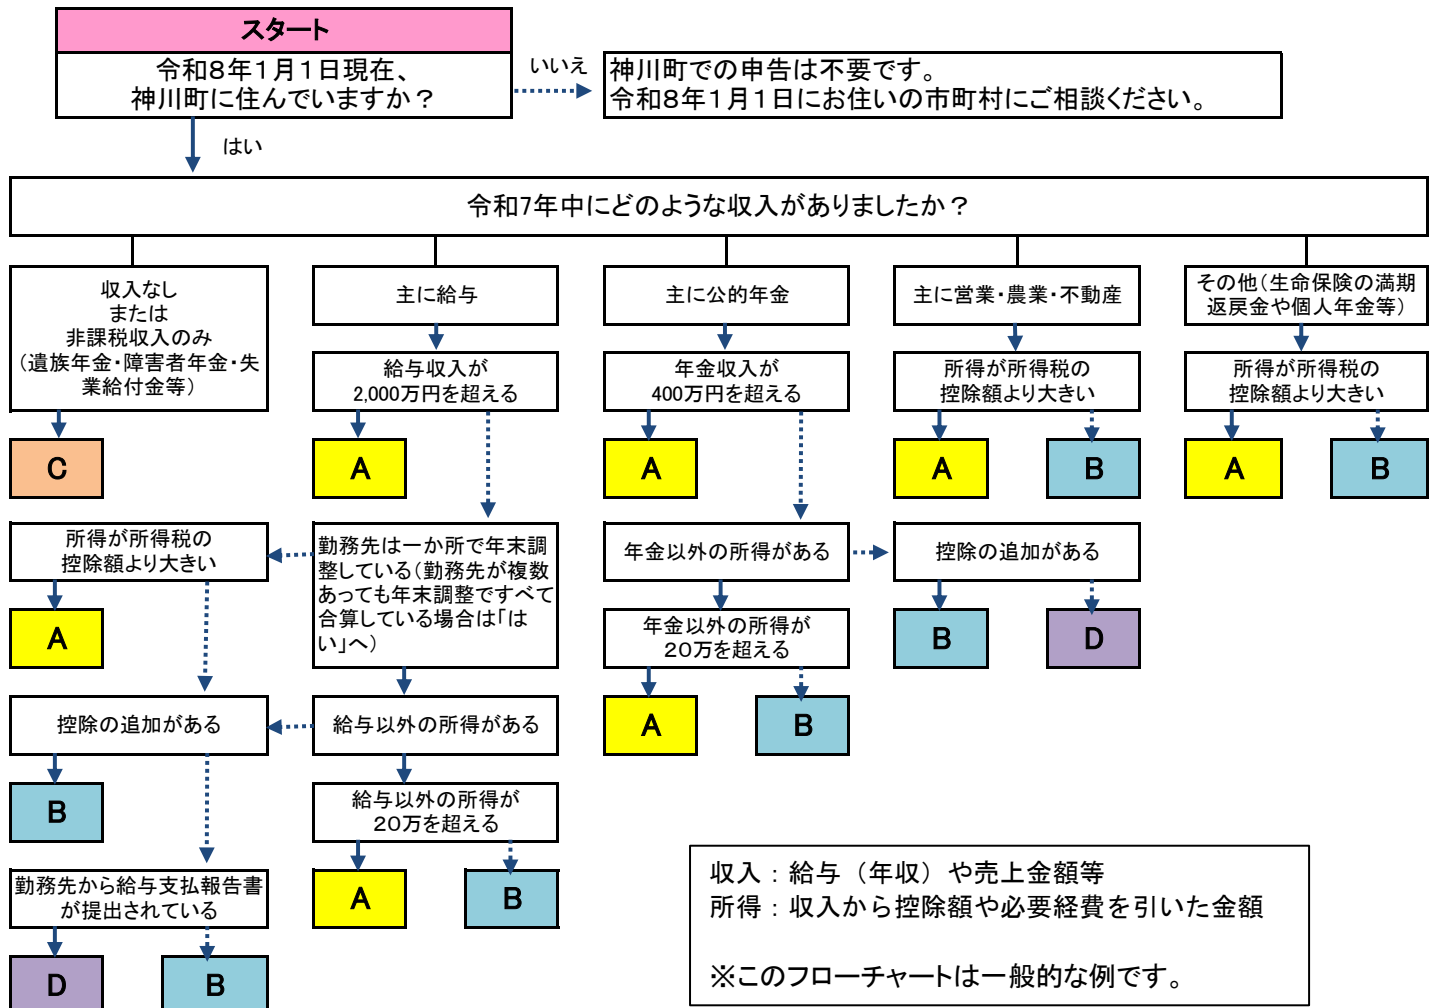 スタート
令和8年1月1日現在、
神川町に住んでいますか？
いいえ
神川町での申告は不要です。
令和8年1月1日にお住いの市町村にご相談ください。
はい
令和7年中にどのような収入がありましたか？
収入なし
または
非課税収入のみ
（遺族年金・障害者年金・失
業給付金等）
主に給与
主に公的年金
主に営業・農業・不動産
その他（生命保険の満期
返戻金や個人年金等）
給与収入が
2,000万円を超える
年金収入が
400万円を超える
所得が所得税の
控除額より大きい
所得が所得税の
控除額より大きい
C
A
A
A
B
A
B
所得が所得税の
控除額より大きい
勤務先は一か所で年末調
整している（勤務先が複数
あっても年末調整ですべて
合算している場合は「は
い」へ）
年金以外の所得がある
控除の追加がある
A
年金以外の所得が
20万を超える
B
D
控除の追加がある
給与以外の所得がある
A
B
B
給与以外の所得が
20万を超える
勤務先から給与支払報告書
が提出されている
A
B
D
B
収入：給与（年収）や売上金額等
所得：収入から控除額や必要経費を引いた金額
※このフローチャートは一般的な例です。